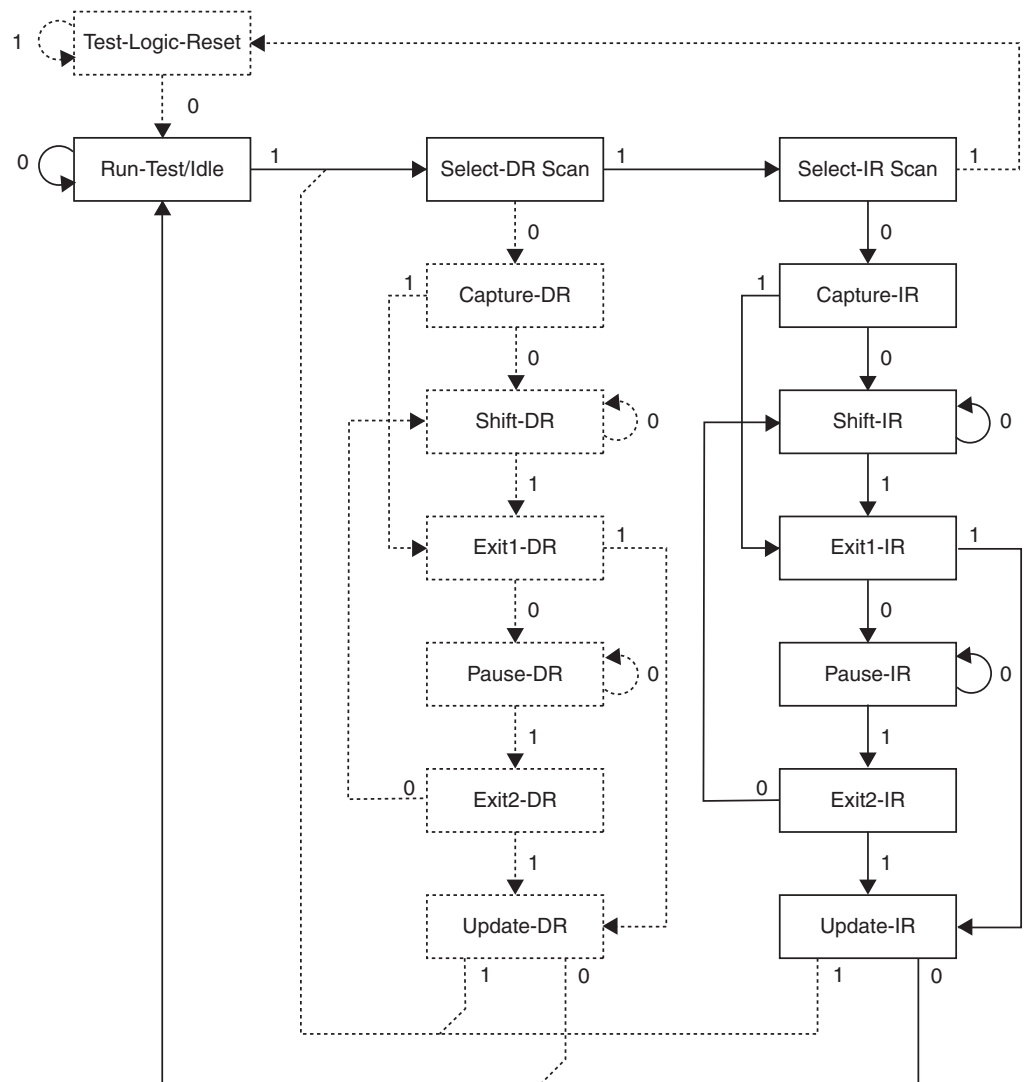 1 Test-Logic-Reset
0
0 Run-Test/Idle 1 Select-DR Scan 1 Select-IR Scan 1
0 0
1 Capture-DR 1 Capture-IR
0 0
Shift-DR 0 Shift-IR 0
1 1
Exit1-DR 1 Exit1-IR 1
0 0
Pause-DR 0 Pause-IR 0
1 1
0 Exit2-DR 0 Exit2-IR
1 1
Update-DR Update-IR
1 0 1 0